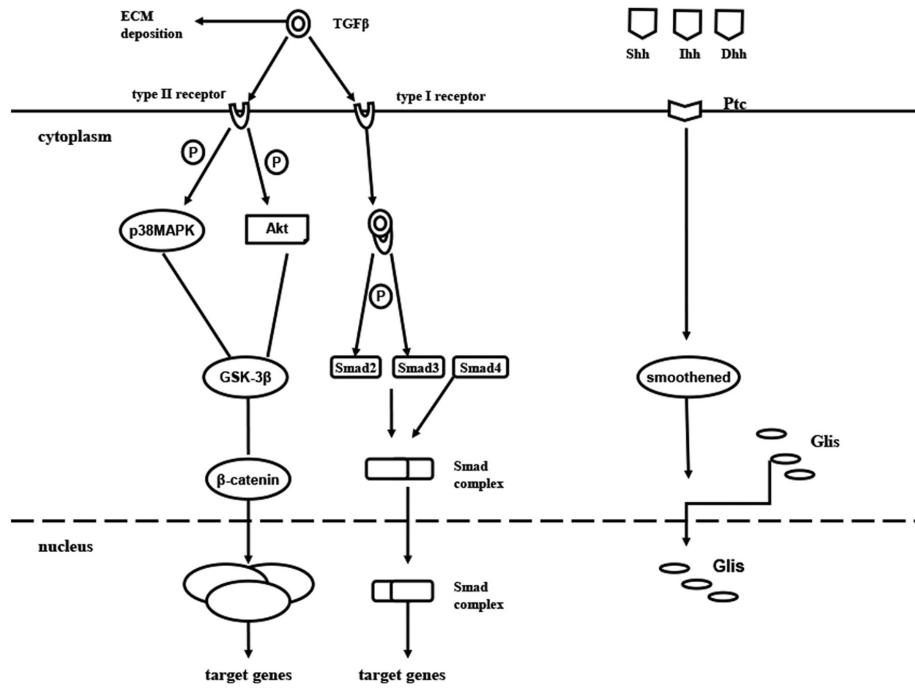 ECM
deposition
TGFβ
Shh
Ihh
Dhh
type II receptor
type I receptor
Ptc
cytoplasm
P
P
p38MAPK
Akt
P
Smad2
Smad3
Smad4
GSK-3β
smoothened
Glis
β-catenin
Smad
complex
nucleus
Glis
Smad
complex
target genes
target genes